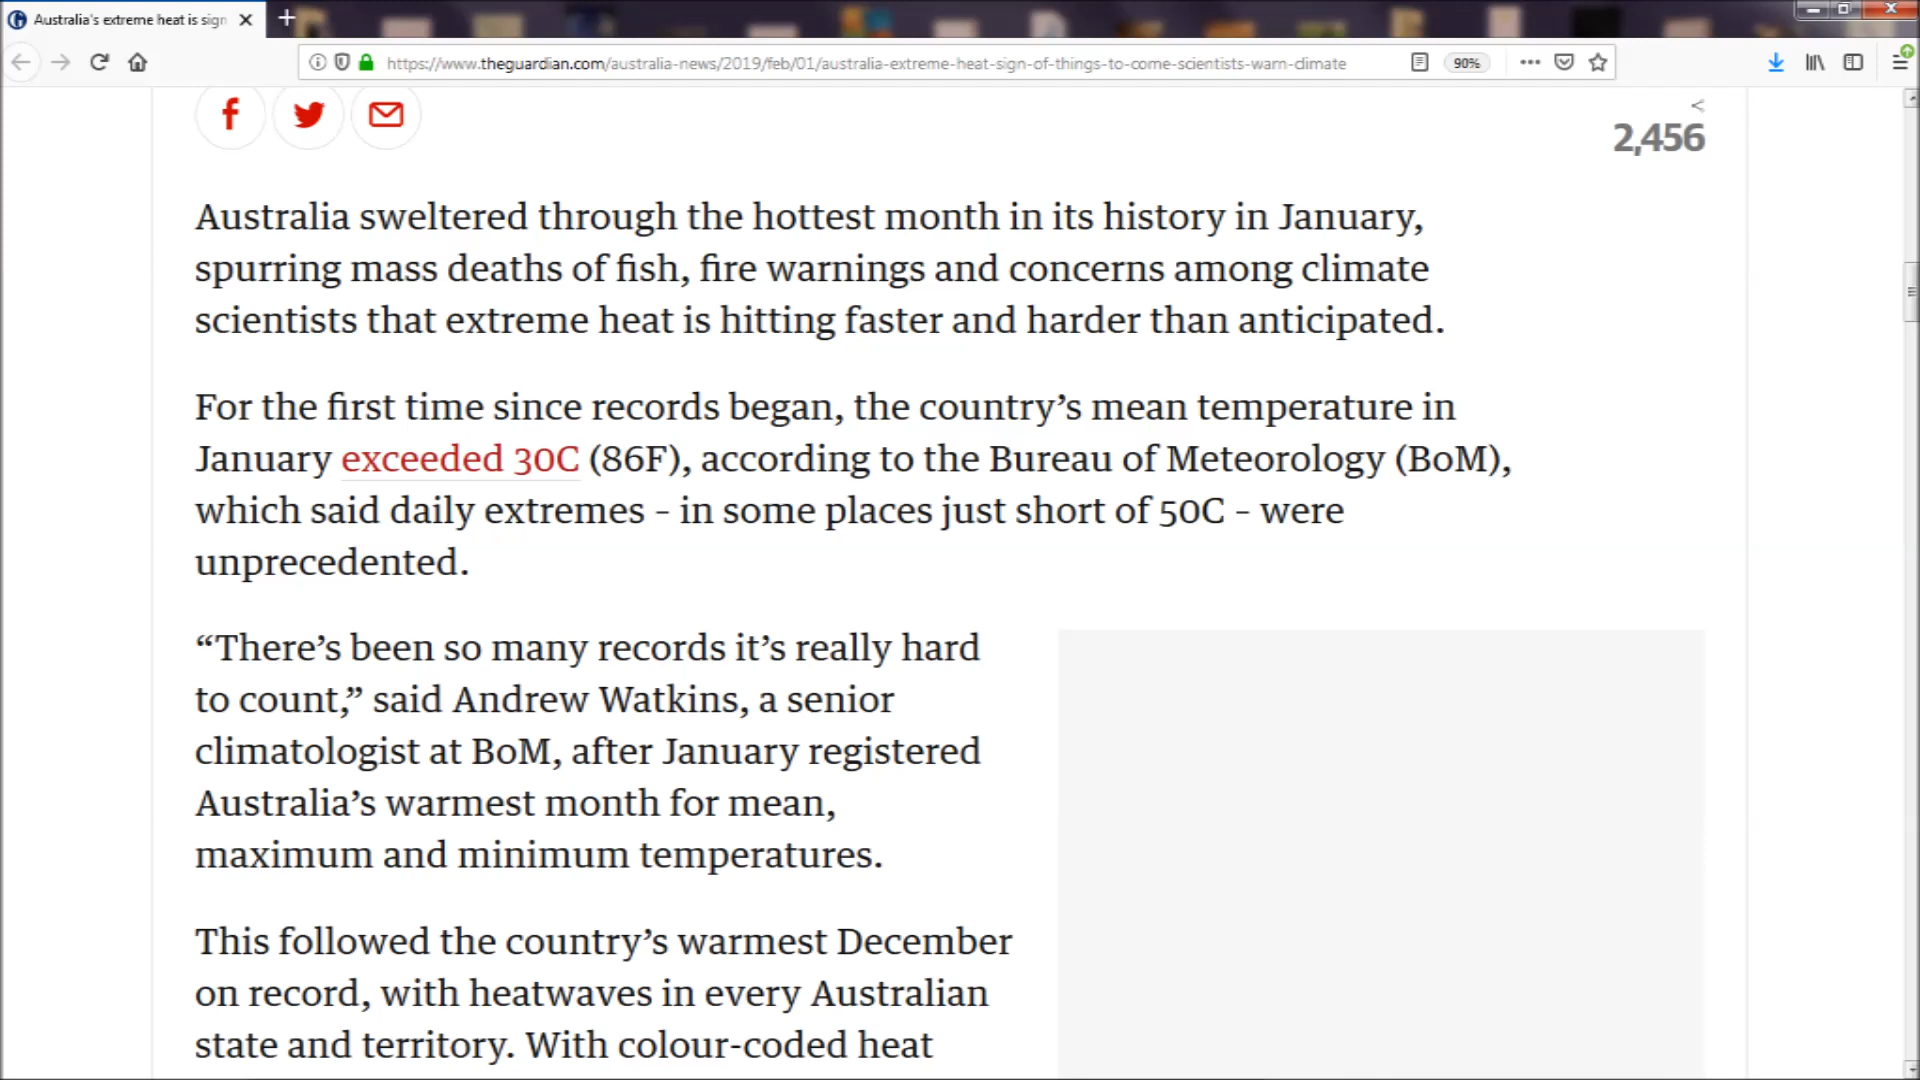 Australia's extreme heat is sign
https://www.theguardian.com/australia-news/2019/feb/01/australia-extreme-heat-sign-of-things-to-come-scientists-warn-climate
90%
2,456
Australia sweltered through the hottest month in its history in January,
spurring mass deaths of fish, fire warnings and concerns among climate
scientists that extreme heat is hitting faster and harder than anticipated.
For the first time since records began, the country’s mean temperature in
January exceeded 30C (86F), according to the Bureau of Meteorology (BoM),
which said daily extremes – in some places just short of 50C – were
unprecedented.
“There’s been so many records it’s really hard
to count,” said Andrew Watkins, a senior
climatologist at BoM, after January registered
Australia’s warmest month for mean,
maximum and minimum temperatures.
This followed the country’s warmest December
on record, with heatwaves in every Australian
state and territory. With colour-coded heat